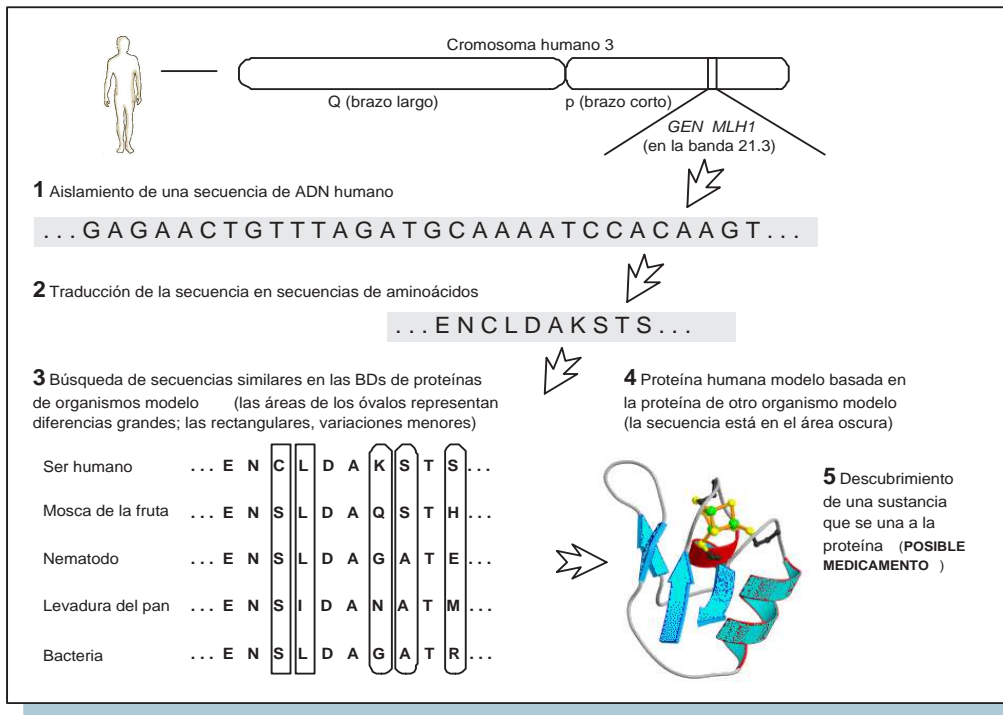 Cromosoma humano 3
Q (brazo largo)
p (brazo corto)
GEN MLH1
(en la banda 21.3)
1 Aislamiento de una secuencia de ADN humano
...GAGAACTGTTTAGATGCAAAATCCACAAGT...
2 Traducción de la secuencia en secuencias de aminoácidos
...ENCLDAKSTS...
3 Búsqueda de secuencias similares en las BDs de proteínas
de organismos modelo (las áreas de los óvalos representan
diferencias grandes; las rectangulares, variaciones menores)
Ser humano ... E N C L D A K S T S ...
Mosca de la fruta ... E N S L D A Q S T H ...
Nematodo ... E N S L D A G A T E ...
Levadura del pan ... E N S I D A N A T M ...
Bacteria ... E N S L D A G A T R ...
4 Proteína humana modelo basada en
la proteína de otro organismo modelo
(la secuencia está en el área oscura)
5 Descubrimiento
de una sustancia
que se una a la
proteína (POSIBLE
MEDICAMENTO )